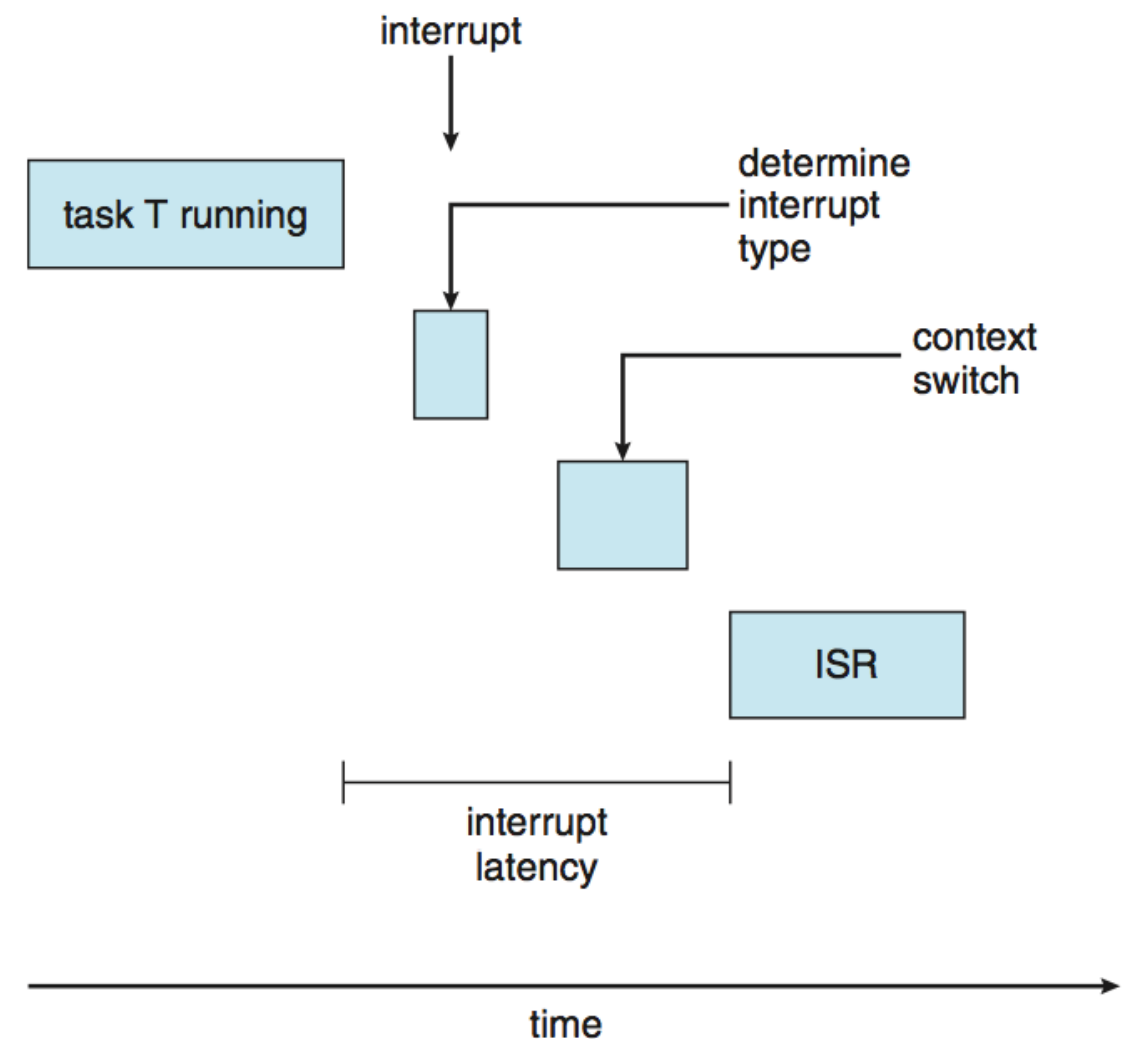 interrupt
task T running
determine
interrupt
type
context
switch
ISR
interrupt
latency
time